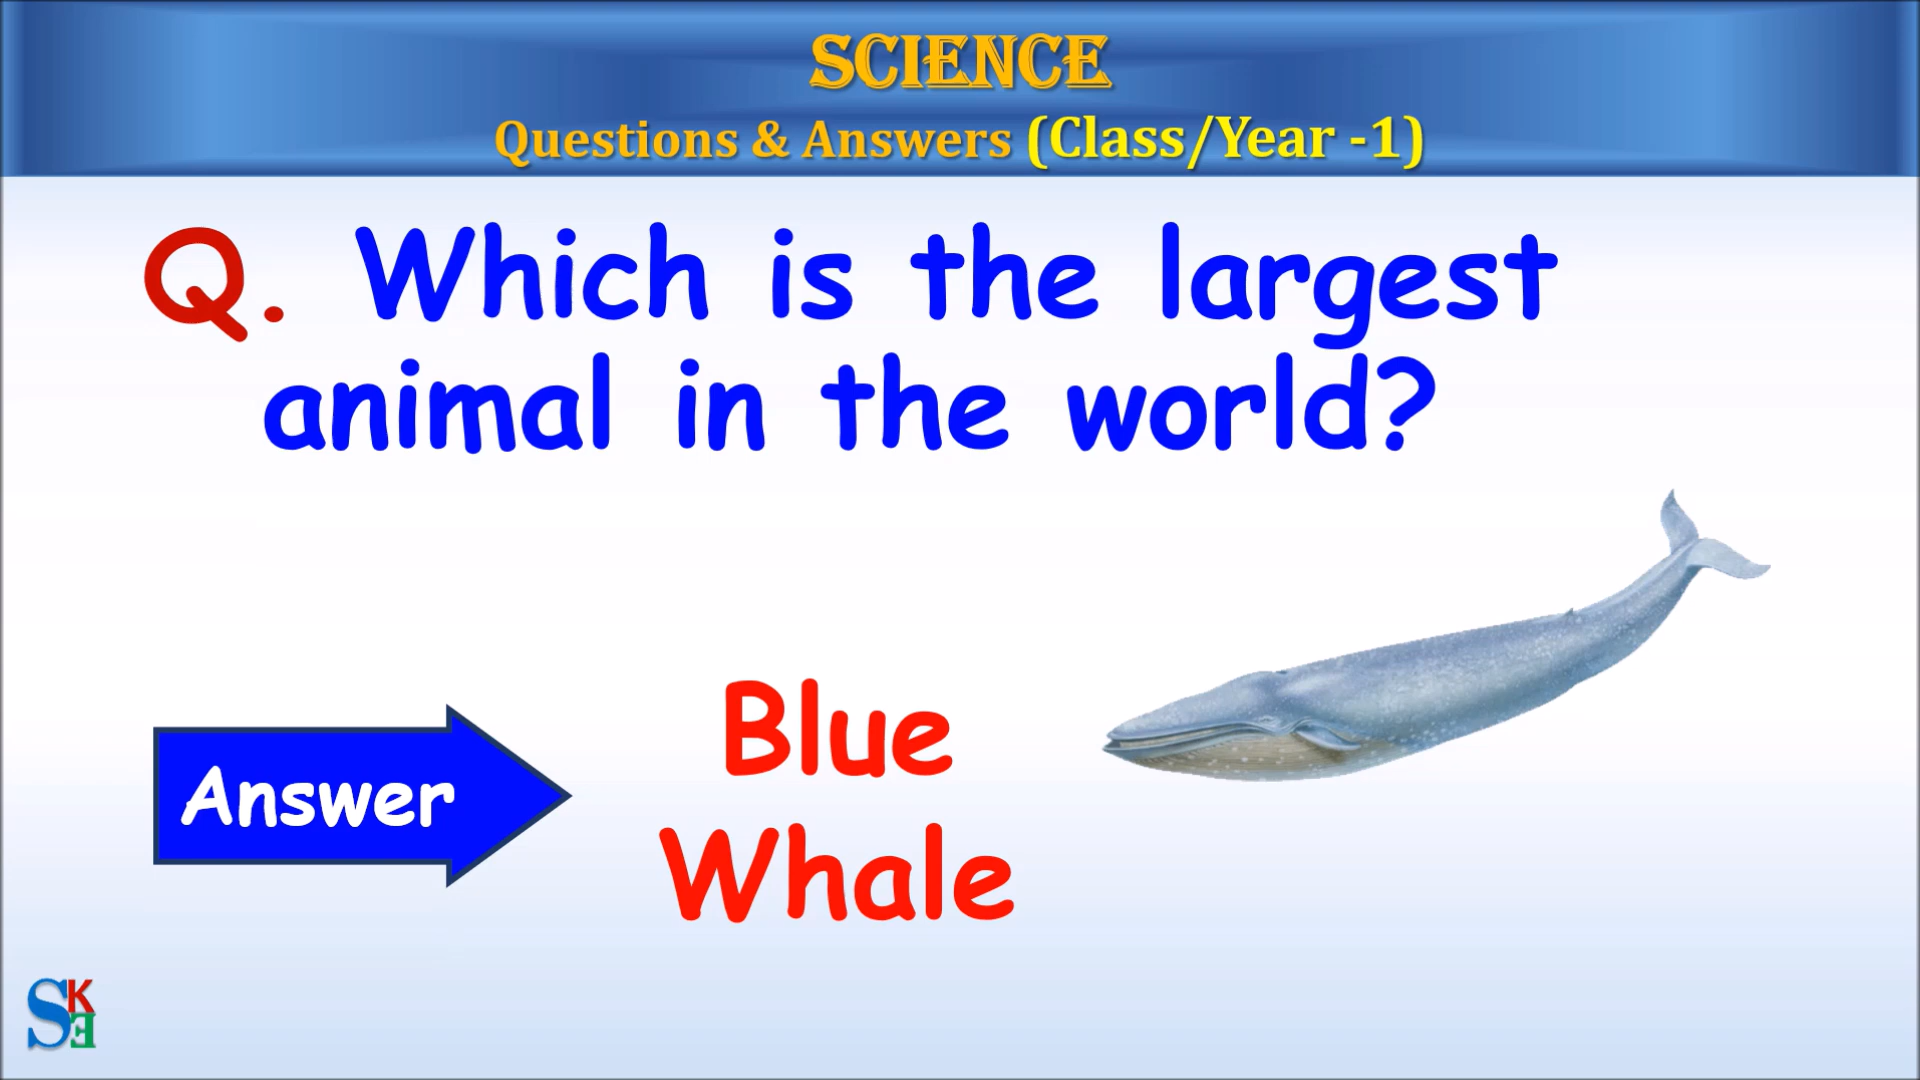 SCIENCE
Questions & Answers (Class/Year -1)
Q. Which is the largest
animal in the world?
Answer
Blue
Whale
SKE